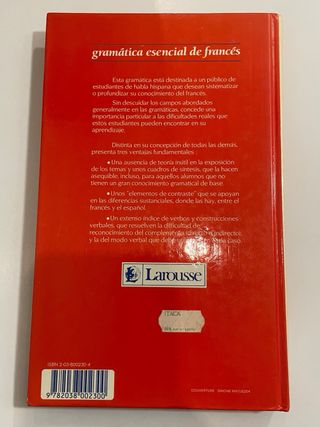 gramática esencial de francés
Esta gramática está destinada a un público de
estudiantes de habla hispana que desean sistematizar
o profundizar su conocimiento del francés.
Sin descuidar los campos abordados
generalmente en las gramáticas, concede una
importancia particular a las dificultades reales que
estos estudiantes pueden encontrar en su
aprendizaje.
Distinta en su concepción de todas las demás,
presenta tres ventajas fundamentales :
● Una ausencia de teoría inútil en la exposición
de los temas y unos cuadros de síntesis, que la hacen
asequible, incluso, para aquellos alumnos que no
tienen un gran conocimiento gramatical de base.
● Unos "elementos de contraste" que se apoyan
en las diferencias sustanciales, donde las hay, entre el
francés y el español.
● Un extenso índice de verbos y construcciones
verbales, que resuelven la dificultad de
reconocimiento del complemento (directo o indirecto)
y la del modo verbal que caso.
Larousse
ITACA
ISBN 2-03-800230-4
9 782038 002300
COUVERTURE